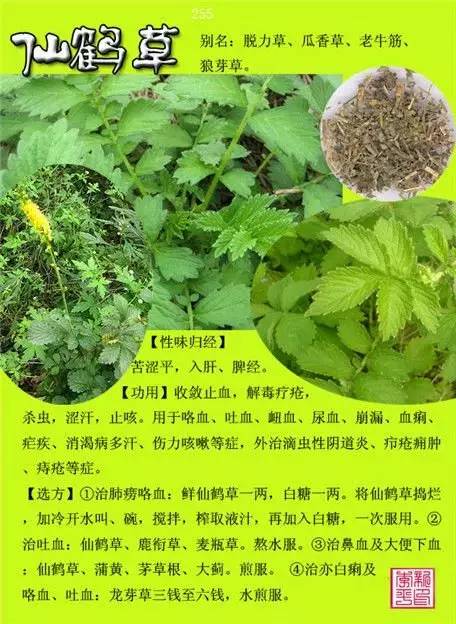 255
仙鹤草
别名：脱力草、瓜香草、老牛筋、
狼芽草。
【性味归经】
苦涩平，入肝、脾经。
【功用】收敛止血，解毒疗疮，
杀虫，涩汗，止咳。用于咯血、吐血、衄血、尿血、崩漏、血痢、
疟疾、消渴病多汗、伤力咳嗽等症，外治滴虫性阴道炎、疖疮痈肿
、痔疮等症。
【选方】①治肺痨咯血：鲜仙鹤草一两，白糖一两。将仙鹤草捣烂
，加冷开水叫、碗，搅拌，榨取液汁，再加入白糖，一次服用。②
治吐血：仙鹤草、鹿衔草、麦瓶草。熬水服。③治鼻血及大便下血
：仙鹤草、蒲黄、茅草根、大蓟。煎服。 ④治亦白痢及
咯血、吐血：龙芽草三钱至六钱，水煎服。